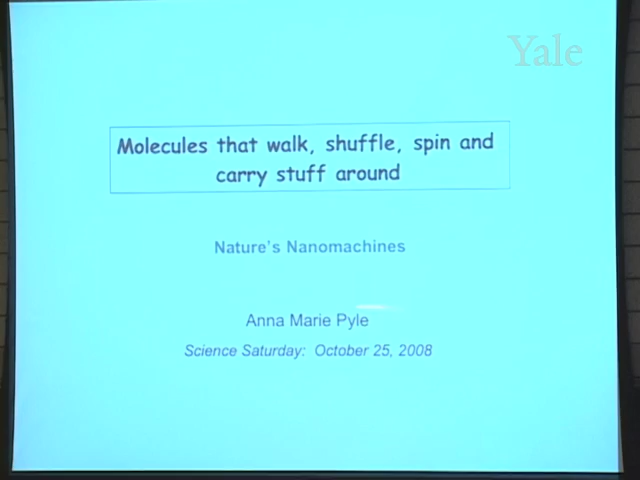 Yale
Molecules that walk, shuffle, spin and
carry stuff around
Nature's Nanomachines
Anna Marie Pyle
Science Saturday: October 25, 2008